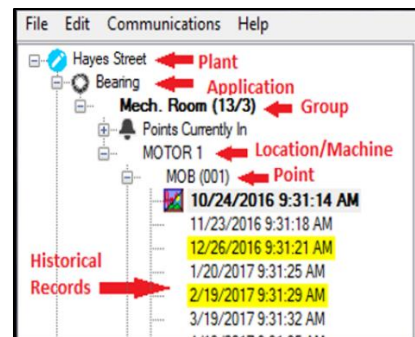 File Edit Communications Help
Hayes Street Plant
Bearing Application
Mech. Room (13/3) Group
Points Currently In
MOTOR 1 Location/Machine
MOB (001) Point
10/24/2016 9:31:14 AM
11/23/2016 9:31:18 AM
12/26/2016 9:31:21 AM
Historical
1/20/2017 9:31:25 AM
Records
2/19/2017 9:31:29 AM
3/19/2017 9:31:32 AM